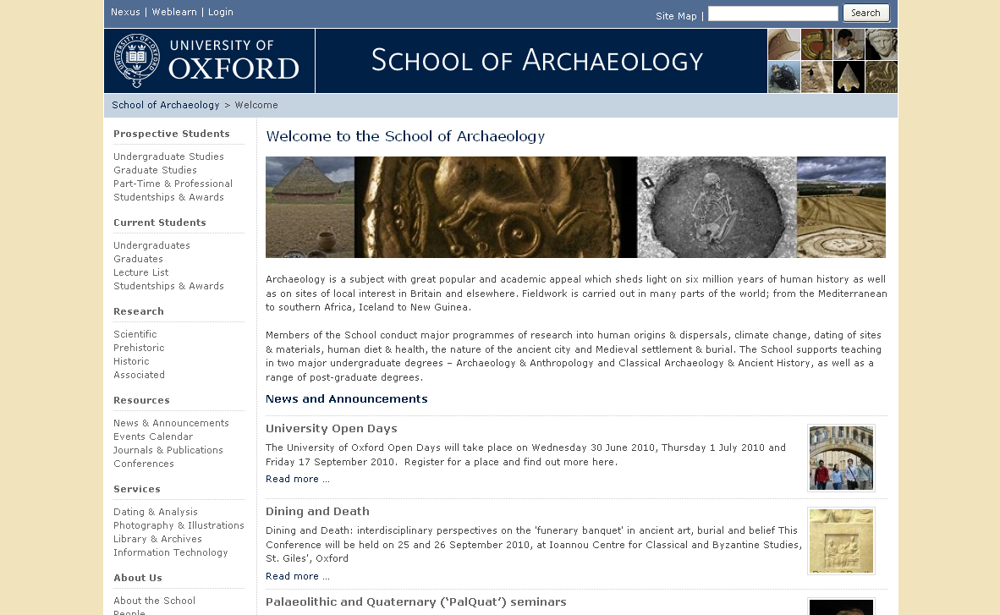 Nexus | Weblearn | Login
Site Map |
Search
UNIVERSITY OF
OXFORD
SCHOOL OF ARCHAEOLOGY
School of Archaeology > Welcome
Prospective Students
Undergraduate Studies
Graduate Studies
Part-Time & Professional
Studentships & Awards
Current Students
Undergraduates
Graduates
Lecture List
Studentships & Awards
Research
Scientific
Prehistoric
Historic
Associated
Resources
News & Announcements
Events Calendar
Journals & Publications
Conferences
Services
Dating & Analysis
Photography & Illustrations
Library & Archives
Information Technology
About Us
About the School
People
Welcome to the School of Archaeology
Archaeology is a subject with great popular and academic appeal which sheds light on six million years of human history as well
as on sites of local interest in Britain and elsewhere. Fieldwork is carried out in many parts of the world; from the Mediterranean
to southern Africa, Iceland to New Guinea.
Members of the School conduct major programmes of research into human origins & dispersals, climate change, dating of sites
& materials, human diet & health, the nature of the ancient city and Medieval settlement & burial. The School supports teaching
in two major undergraduate degrees – Archaeology & Anthropology and Classical Archaeology & Ancient History, as well as a
range of post-graduate degrees.
News and Announcements
University Open Days
The University of Oxford Open Days will take place on Wednesday 30 June 2010, Thursday 1 July 2010 and
Friday 17 September 2010.  Register for a place and find out more here.
Read more ...
Dining and Death
Dining and Death: interdisciplinary perspectives on the 'funerary banquet' in ancient art, burial and belief This
Conference will be held on 25 and 26 September 2010, at Ioannou Centre for Classical and Byzantine Studies,
St. Giles', Oxford
Read more ...
Palaeolithic and Quaternary (‘PalQuat’) seminars